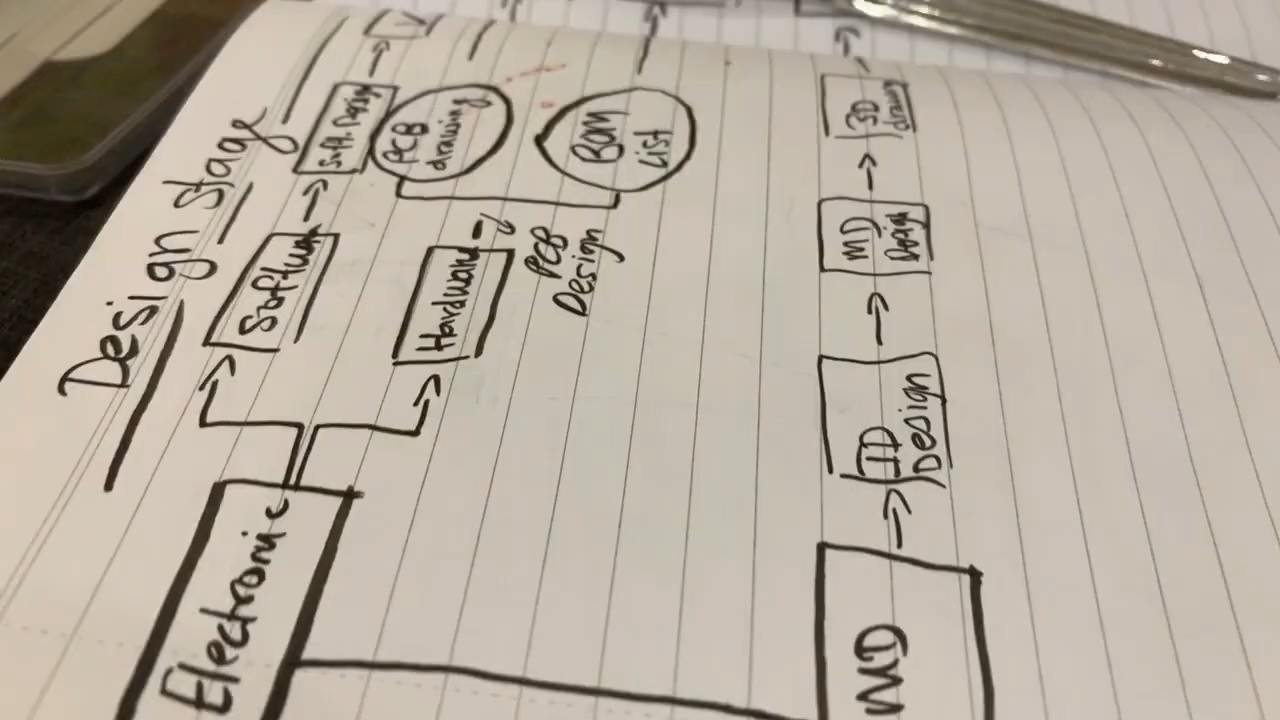 Design Stage
Electronic
Software
Soft. Design
Hardware
PCB
Design
PCB
drawing
BOM
List
MD
ID
Design
MD
Design
3D
drawing